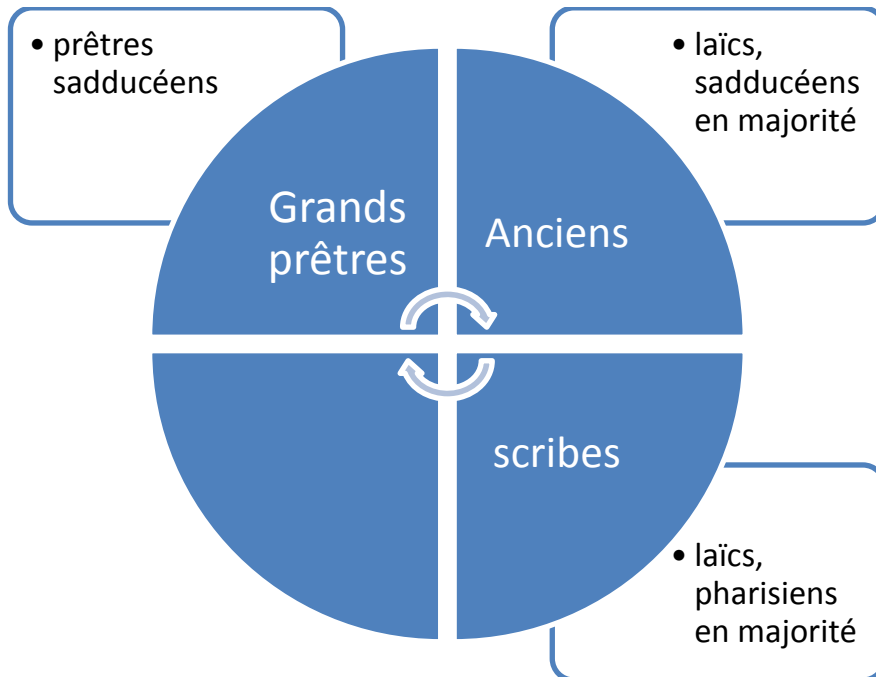 • prêtres
sadducéens
• laïcs,
sadducéens
en majorité
Grands
prêtres
Anciens
scribes
• laïcs,
pharisiens
en majorité